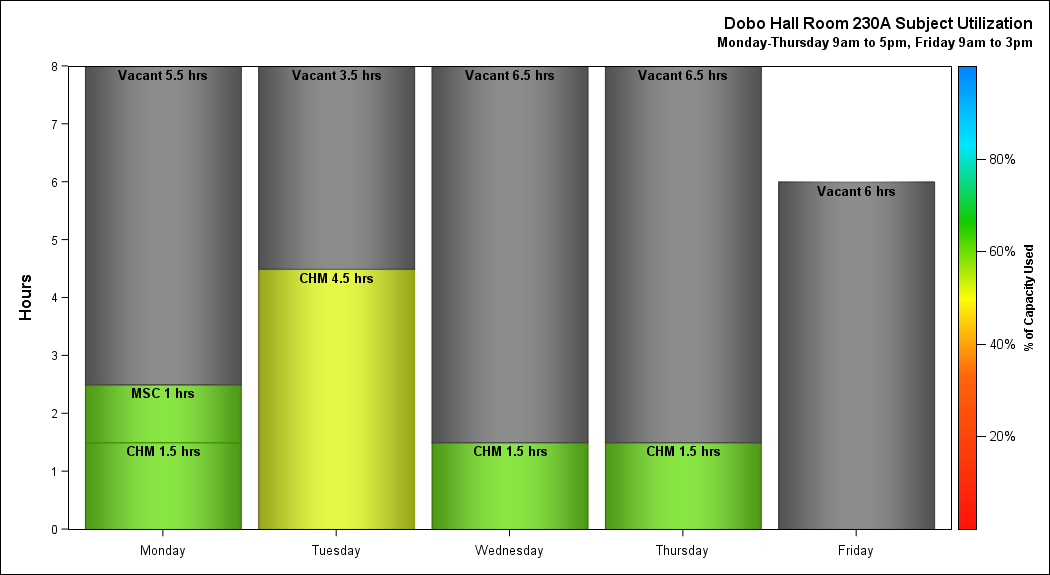 Dobo Hall Room 230A Subject Utilization
Monday-Thursday 9am to 5pm, Friday 9am to 3pm
Hours
8
7
6
5
4
3
2
1
0
Vacant 5.5 hrs
MSC 1 hrs
CHM 1.5 hrs
Vacant 3.5 hrs
CHM 4.5 hrs
Vacant 6.5 hrs
CHM 1.5 hrs
Vacant 6.5 hrs
CHM 1.5 hrs
Vacant 6 hrs
Monday
Tuesday
Wednesday
Thursday
Friday
80%
60%
40%
20%
% of Capacity Used